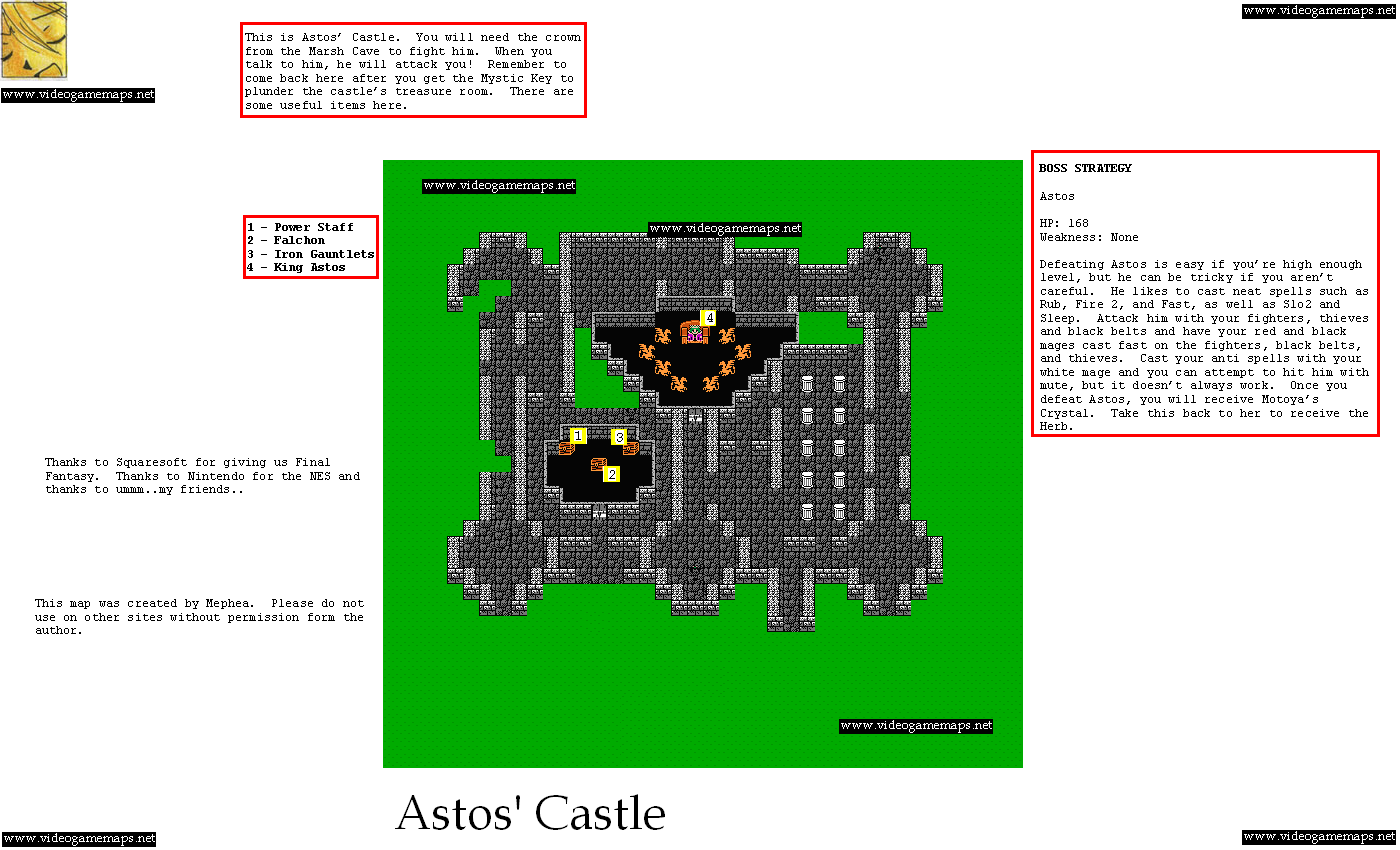 www.videogamemaps.net
www.videogamemaps.net
This is Astos' Castle.  You will need the crown
from the Marsh Cave to fight him.  When you
talk to him, he will attack you!  Remember to
come back here after you get the Mystic Key to
plunder the castle's treasure room.  There are
some useful items here.
www.videogamemaps.net
www.videogamemaps.net
1 - Power Staff
2 - Falchon
3 - Iron Gauntlets
4 - King Astos
4
1
3
2
BOSS STRATEGY
Astos
HP: 168
Weakness: None
Defeating Astos is easy if you're high enough
level, but he can be tricky if you aren't
careful.  He likes to cast neat spells such as
Rub, Fire 2, and Fast, as well as Slo2 and
Sleep.  Attack him with your fighters, thieves
and black belts and have your red and black
mages cast fast on the fighters, black belts,
and thieves.  Cast your anti spells with your
white mage and you can attempt to hit him with
mute, but it doesn't always work.  Once you
defeat Astos, you will receive Motoya's
Crystal.  Take this back to her to receive the
Herb.
Thanks to Squaresoft for giving us Final
Fantasy.  Thanks to Nintendo for the NES and
thanks to ummm..my friends..
This map was created by Mephea.  Please do not
use on other sites without permission form the
author.
www.videogamemaps.net
Astos' Castle
www.videogamemaps.net
www.videogamemaps.net